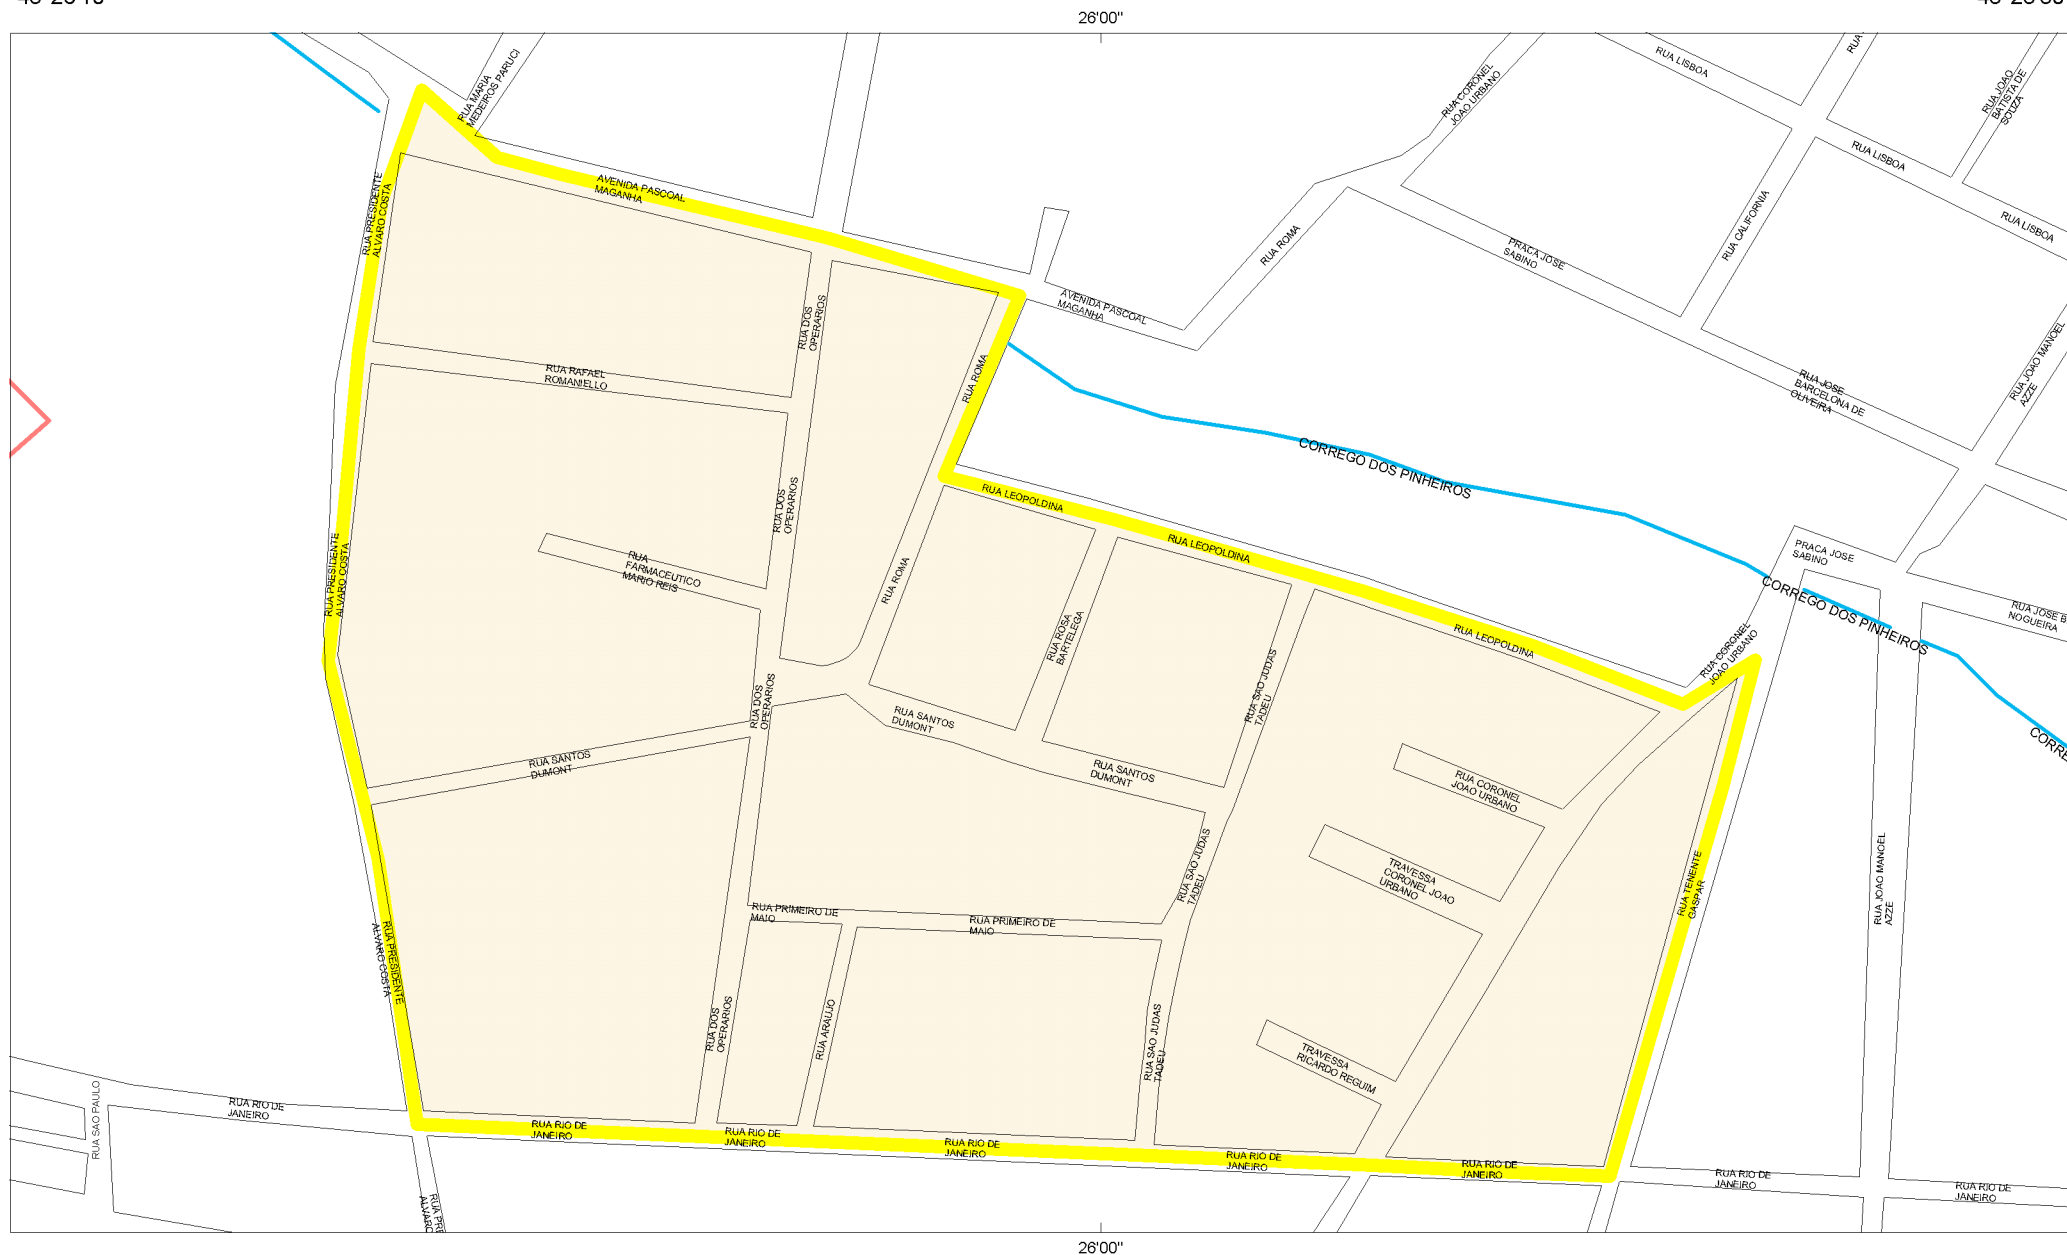 26'00"
RUA MARIA
MEDEIROS PARUCI
RUA CORONEL
JOAO URBANO
RUA LISBOA
RUA
RUA JOAO
BATISTA DE
SOUZA
RUA LISBOA
RUA LISBOA
RUA PRESIDENTE
ALVARO COSTA
AVENIDA PASCOAL
MAGANHA
RUA ROMA
PRACA JOSE
SABINO
RUA CALIFORNIA
AVENIDA PASCOAL
MAGANHA
RUA DOS
OPERARIOS
RUA RAFAEL
ROMANIELLO
RUA ROMA
RUA JOSE
BARCELONA DE
OLIVEIRA
RUA JOAO MANOEL
AZZE
CORREGO DOS PINHEIROS
RUA DOS
OPERARIOS
RUA LEOPOLDINA
RUA LEOPOLDINA
RUA PRESIDENTE
ALVARO COSTA
RUA
FARMACEUTICO
MARIO REIS
RUA ROMA
PRACA JOSE
SABINO
CORREGO DOS PINHEIROS
RUA JOSE B
NOGUEIRA
RUA ROSA
BARTELEGA
RUA LEOPOLDINA
RUA CORONEL
JOAO URBANO
RUA SAO JUDAS
TADEU
RUA DOS
OPERARIOS
RUA SANTOS
DUMONT
CORRE
RUA SANTOS
DUMONT
RUA SANTOS
DUMONT
RUA CORONEL
JOAO URBANO
RUA SAO JUDAS
TADEU
TRAVESSA
CORONEL JOAO
URBANO
RUA TENENTE
GASPAR
RUA JOAO MANOEL
AZZE
RUA PRIMEIRO DE
MAIO
RUA PRIMEIRO DE
MAIO
RUA PRESIDENTE
ALVARO COSTA
RUA DOS
OPERARIOS
RUA ARAUJO
RUA SAO JUDAS
TADEU
TRAVESSA
RICARDO REGUIM
RUA SAO PAULO
RUA RIO DE
JANEIRO
RUA RIO DE
JANEIRO
RUA RIO DE
JANEIRO
RUA RIO DE
JANEIRO
RUA RIO DE
JANEIRO
RUA RIO DE
JANEIRO
RUA RIO DE
JANEIRO
RUA RIO DE
JANEIRO
RUA PRE
ALVARO
26'00"